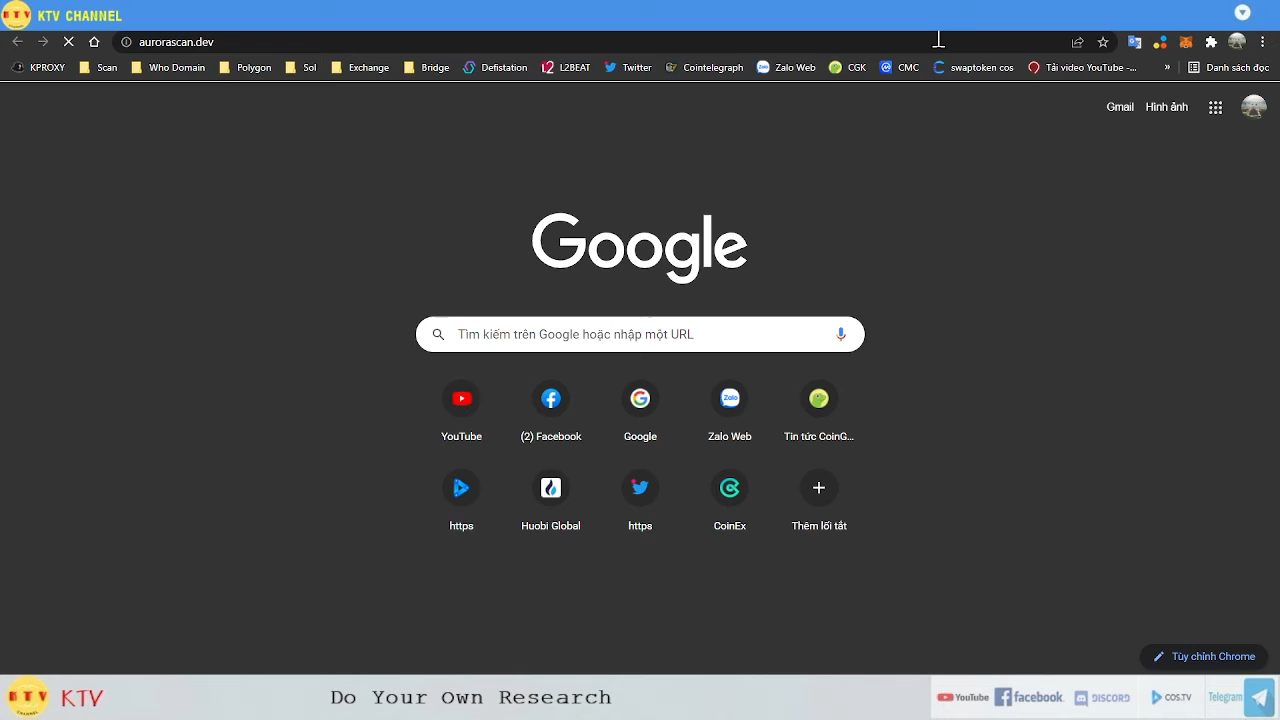 KTV CHANNEL
aurorascan.dev
KPROXY Scan Who Domain Polygon Sol Exchange Bridge Defistation L2BEAT Twitter Cointelegraph Zalo Web CGK CMC swaptoken cos Tải video YouTube -... » Danh sách đọc
Gmail Hình ảnh
Google
Tìm kiếm trên Google hoặc nhập một URL
YouTube (2) Facebook Google Zalo Web Tin tức CoinG...
https Huobi Global https CoinEx Thêm lối tắt
Tùy chỉnh Chrome
KTV Do Your Own Research YouTube facebook DISCORD COS.TV Telegram